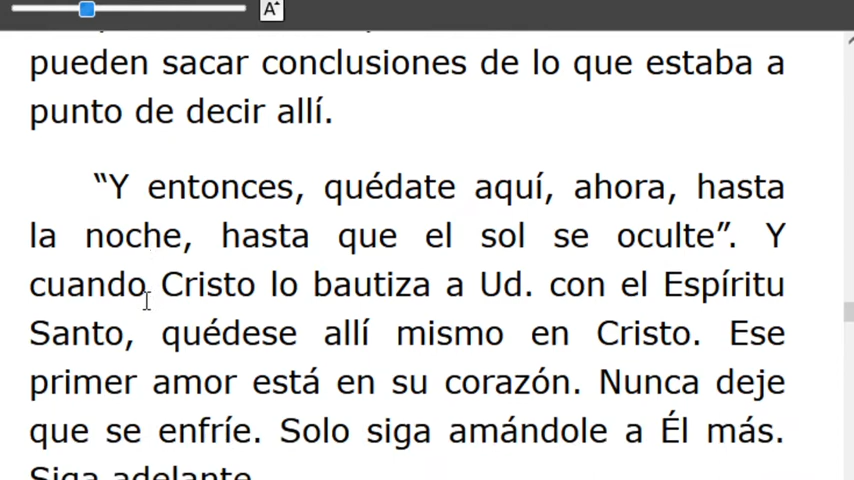 A
pueden sacar conclusiones de lo que estaba a
punto de decir allí.
“Y entonces, quédate aquí, ahora, hasta
la noche, hasta que el sol se oculte”. Y
cuando Cristo lo bautiza a Ud. con el Espíritu
Santo, quédese allí mismo en Cristo. Ese
primer amor está en su corazón. Nunca deje
que se enfríe. Solo siga amándole a Él más.
Siga adelante